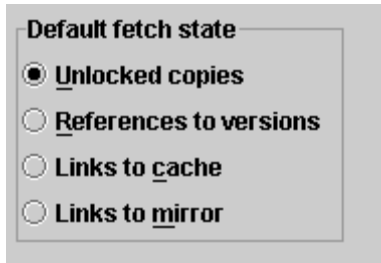 Default fetch state
Unlocked copies
References to versions
Links to cache
Links to mirror